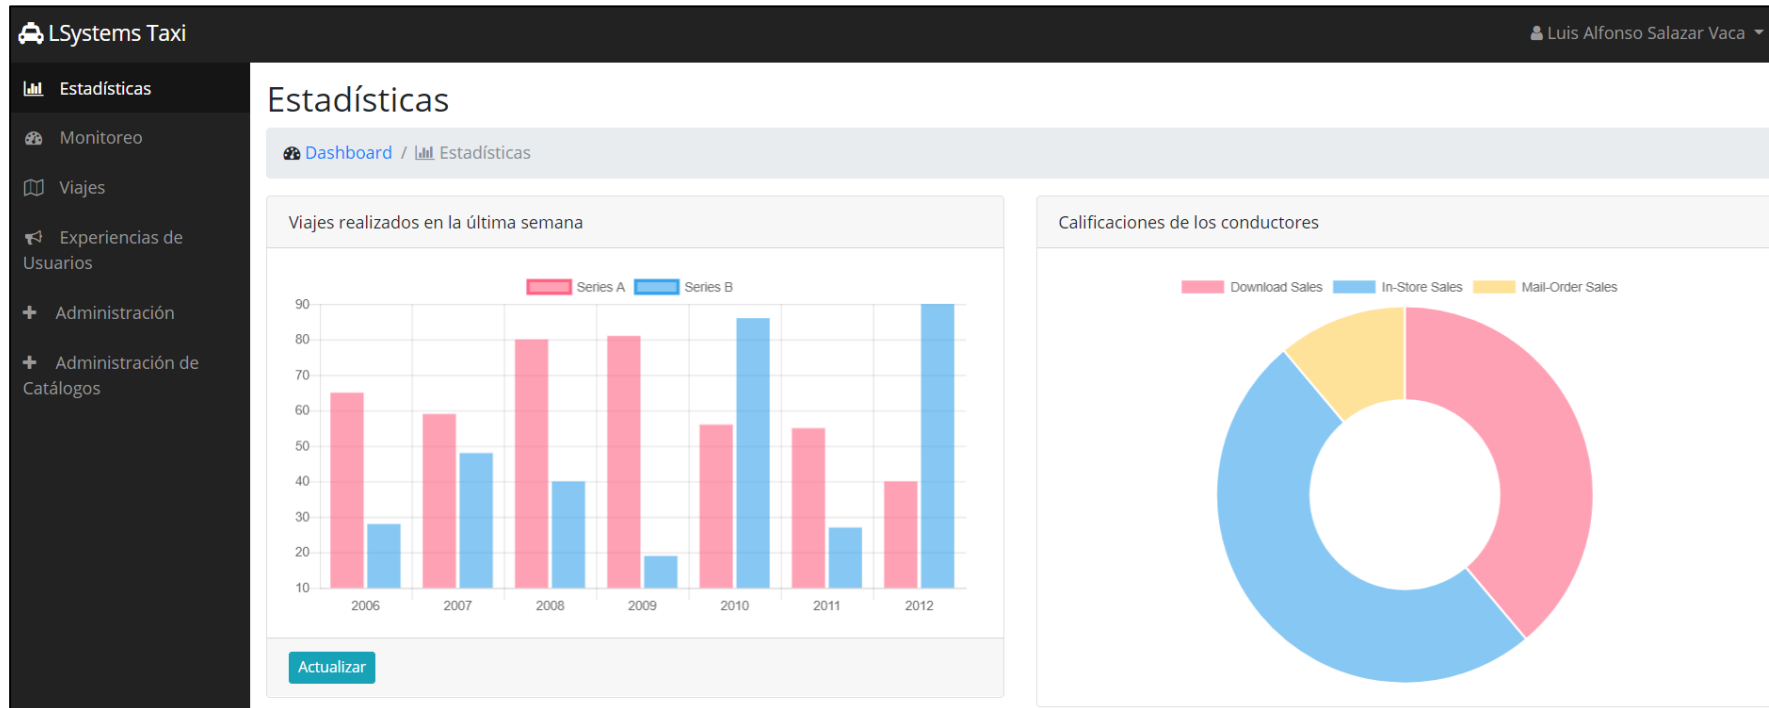 LSystems Taxi
Luis Alfonso Salazar Vaca
Estadísticas
Monitoreo
Viajes
Experiencias de
Usuarios
Administración
Administración de
Catálogos
Estadísticas
Dashboard / Estadísticas
Viajes realizados en la última semana
Series A Series B
90
80
70
60
50
40
30
20
10
2006 2007 2008 2009 2010 2011 2012
Actualizar
Calificaciones de los conductores
Download Sales In-Store Sales Mail-Order Sales